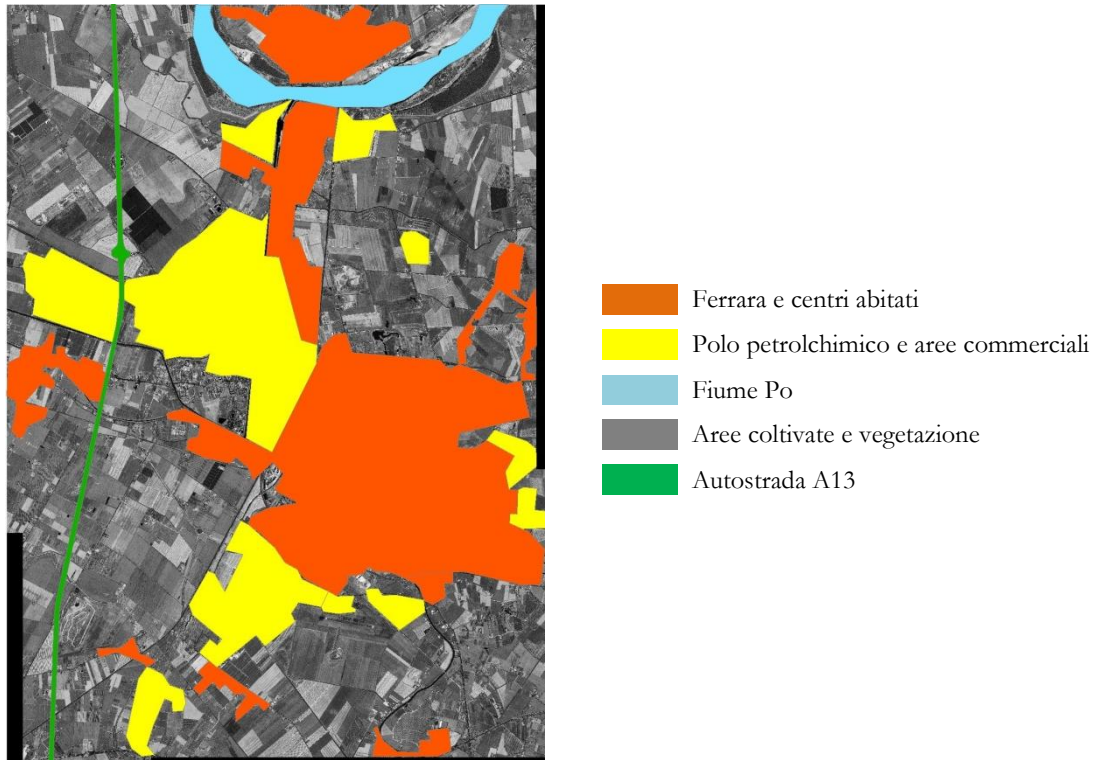 Ferrara e centri abitati
Polo petrolchimico e aree commerciali
Fiume Po
Aree coltivate e vegetazione
Autostrada A13